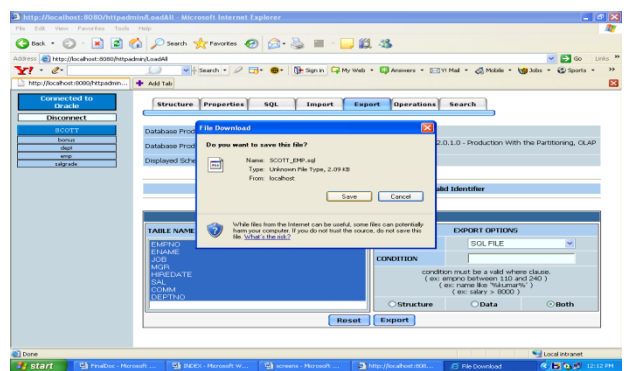 http://localhost:8080/httpadmin/LoadAll - Microsoft Internet Explorer
File Edit View Favorites Tools Help
Back Search Favorites
Address http://localhost:8080/httpadmin/LoadAll Go Links
Y! Search Sign in My Web Answers Y! Mail Mobile Jobs Sports
http://localhost:8080/httpadmin... Add Tab
Connected to
Oracle
Disconnect
SCOTT
bonus
dept
emp
salgrade
Structure Properties SQL Import Export Operations Search
Database Prod
Database Prod 2.0.1.0 - Production With the Partitioning, OLAP
Displayed Sche
alid Identifier
File Download
Do you want to save this file?
Name: SCOTT_EMP.sql
Type: Unknown File Type, 2.09 KB
From: localhost
Save Cancel
While files from the Internet can be useful, some files can potentially
harm your computer. If you do not trust the source, do not save this
file. What's the risk?
TABLE NAME
EMPNO
ENAME
JOB
MGR
HIREDATE
SAL
COMM
DEPTNO
EXPORT OPTIONS
SQL FILE
CONDITION
condition must be a valid where clause.
( ex: empno between 110 and 240 )
( ex: name like '%kumar%' )
( ex: salary > 8000 )
Structure Data Both
Reset Export
Done Local intranet
start FinalDoc - Microsoft ... INDEX - Microsoft W... screens - Microsoft ... http://localhost:808... File Download 12:12 PM